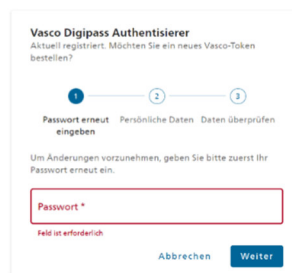 Vasco Digipass Authentisierer
Aktuell registriert. Möchten Sie ein neues Vasco-Token
bestellen?
1 2 3
Passwort erneut Persönliche Daten Daten überprüfen
eingeben
Um Änderungen vorzunehmen, geben Sie bitte zuerst Ihr
Passwort erneut ein.
Passwort *
Feld ist erforderlich
Abbrechen Weiter